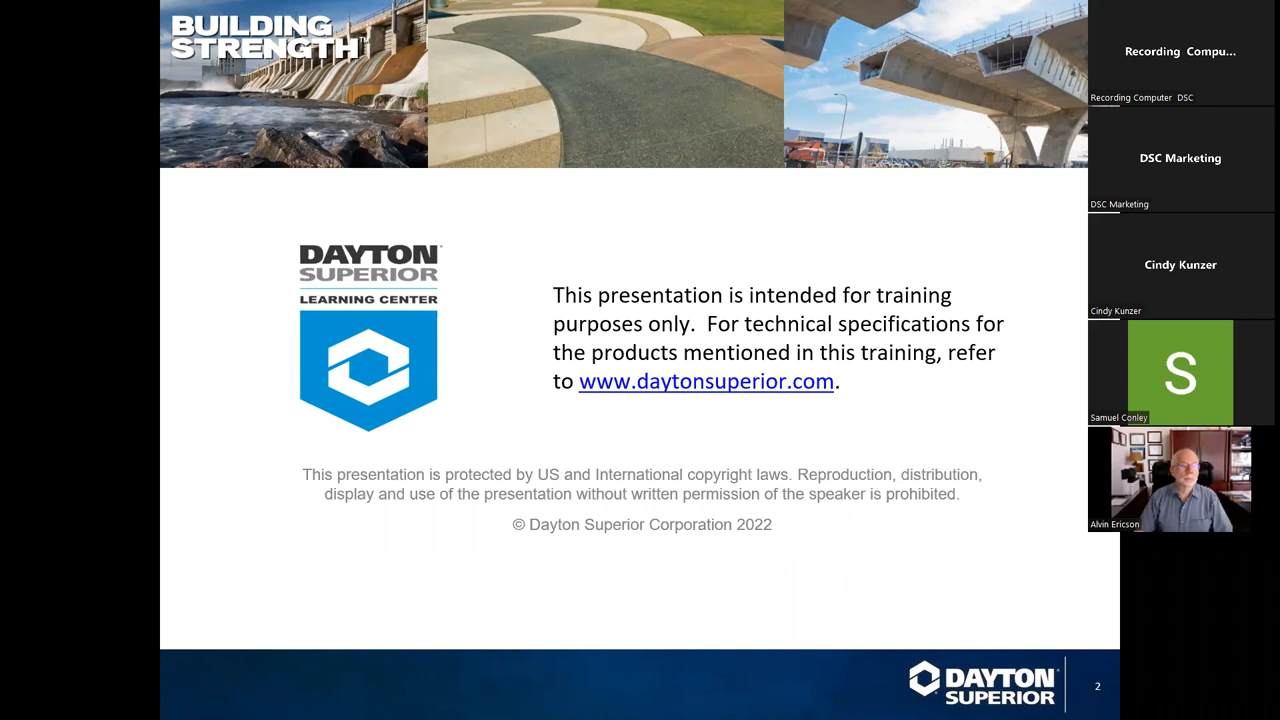 BUILDING
STRENGTH™
DAYTON
SUPERIOR
LEARNING CENTER
This presentation is intended for training
purposes only.  For technical specifications for
the products mentioned in this training, refer
to www.daytonsuperior.com.
This presentation is protected by US and International copyright laws. Reproduction, distribution,
display and use of the presentation without written permission of the speaker is prohibited.
© Dayton Superior Corporation 2022
DAYTON
SUPERIOR
2
Recording Compu...
Recording Computer DSC
DSC Marketing
DSC Marketing
Cindy Kunzer
Cindy Kunzer
S
Samuel Conley
Alvin Ericson